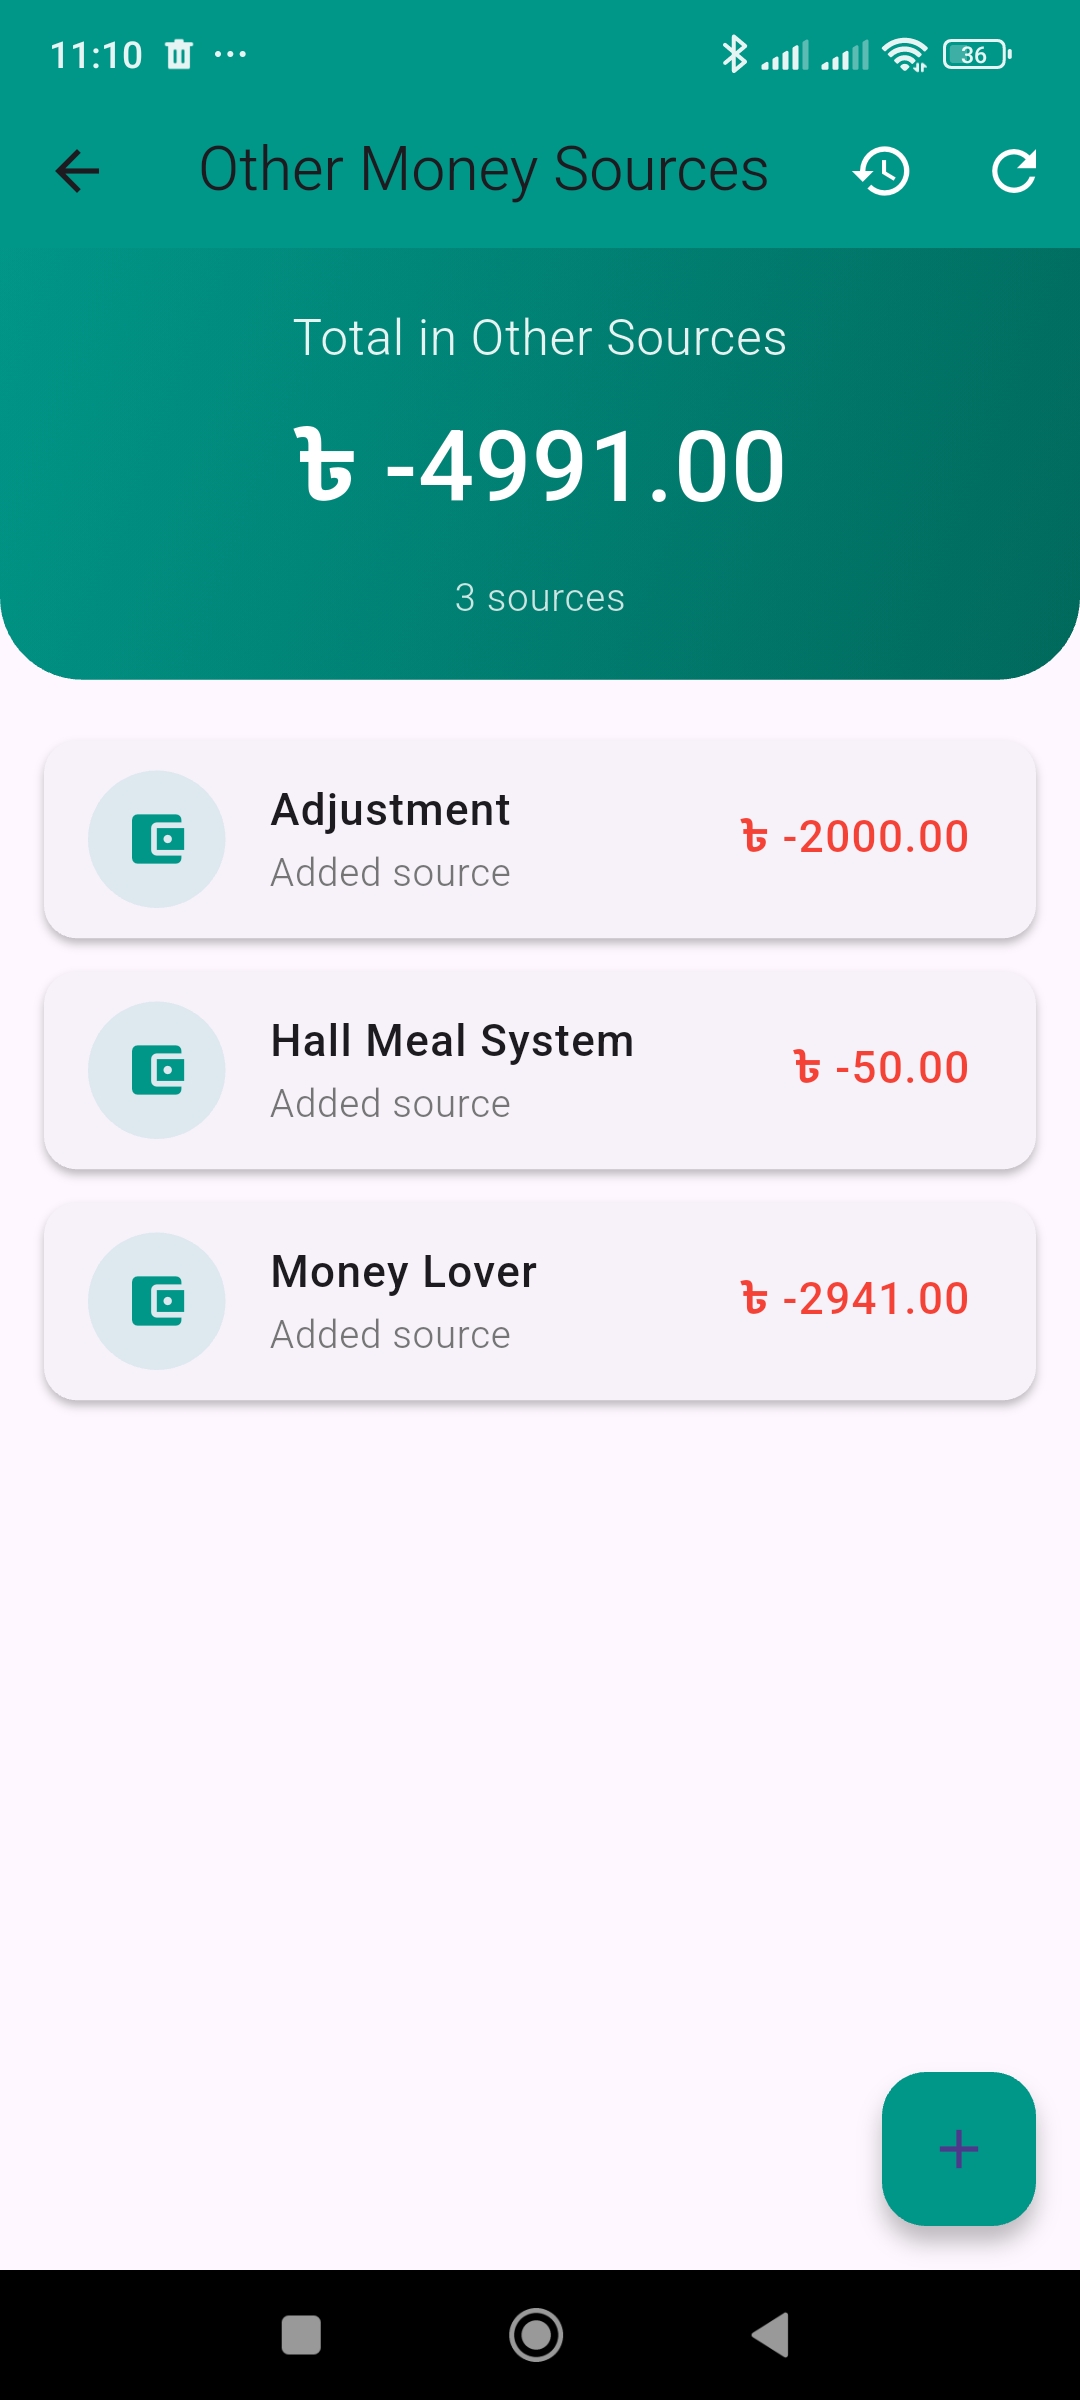 11:10
36
Other Money Sources
Total in Other Sources
৳ -4991.00
3 sources
Adjustment
Added source
৳ -2000.00
Hall Meal System
Added source
৳ -50.00
Money Lover
Added source
৳ -2941.00